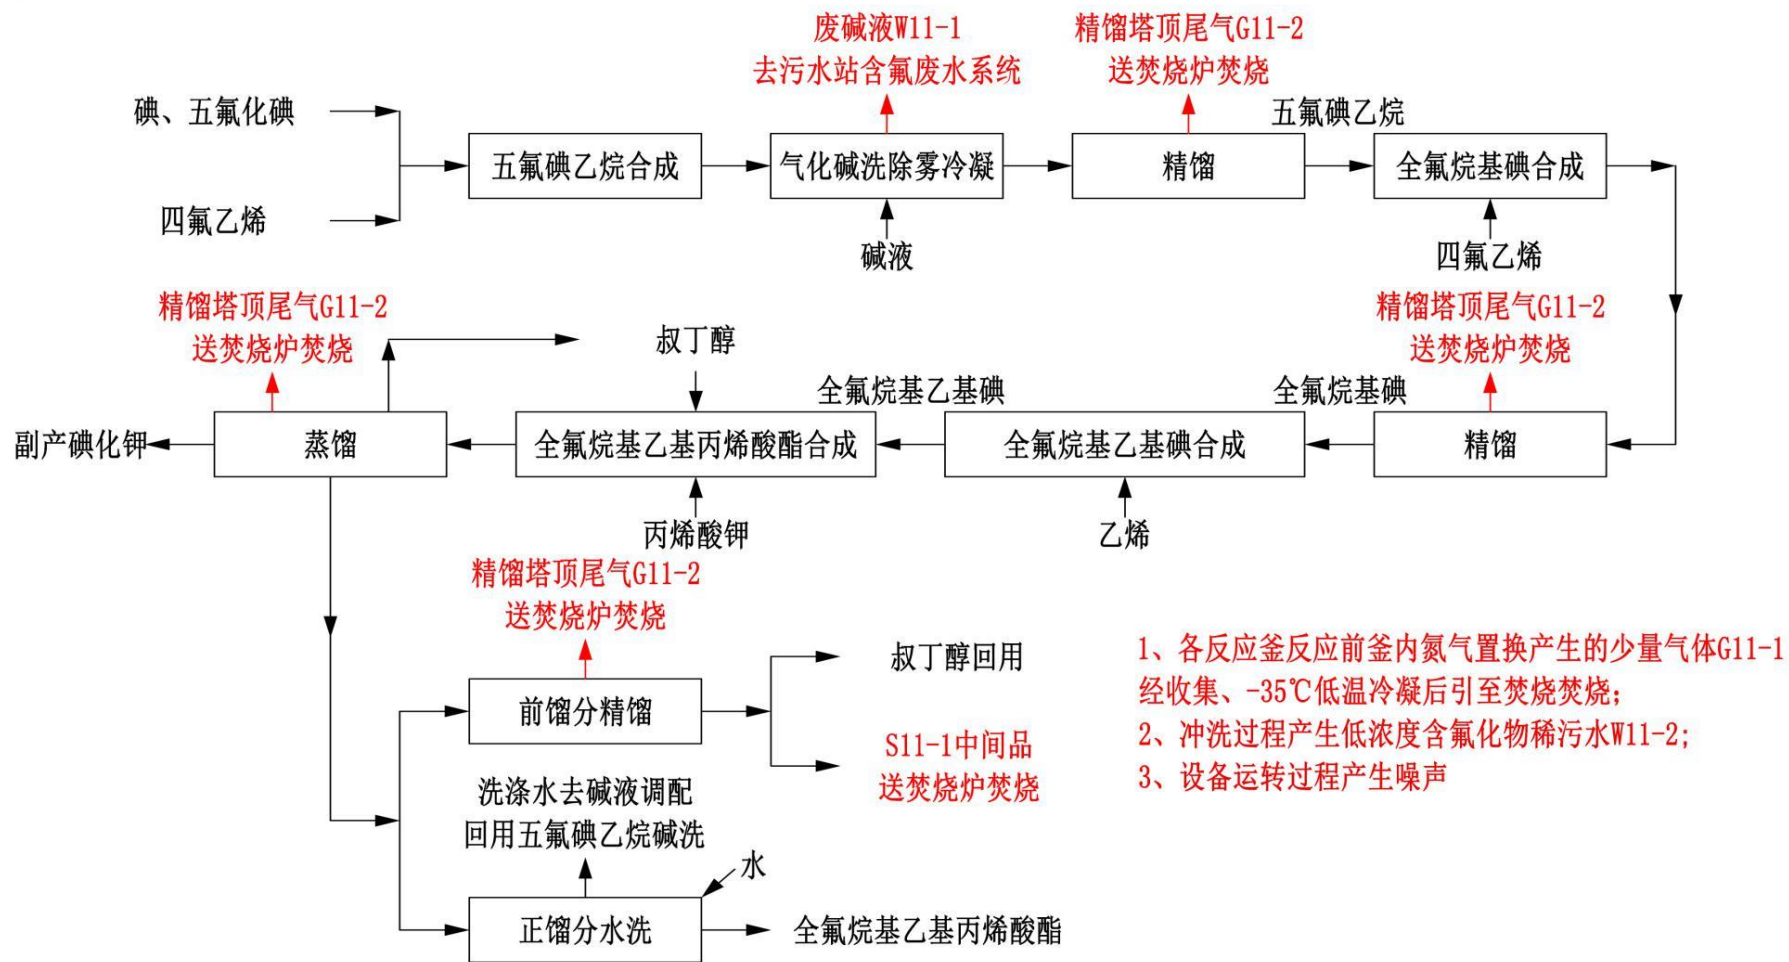 废碱液W11-1
去污水站含氟废水系统
精馏塔顶尾气G11-2
送焚烧炉焚烧
碘、五氟化碘
四氟乙烯
五氟碘乙烷合成
气化碱洗除雾冷凝
碱液
精馏
五氟碘乙烷
全氟烷基碘合成
四氟乙烯
精馏塔顶尾气G11-2
送焚烧炉焚烧
精馏
全氟烷基碘
全氟烷基乙基碘合成
乙烯
全氟烷基乙基碘
叔丁醇
全氟烷基乙基丙烯酸酯合成
丙烯酸钾
精馏塔顶尾气G11-2
送焚烧炉焚烧
蒸馏
副产碘化钾
精馏塔顶尾气G11-2
送焚烧炉焚烧
前馏分精馏
叔丁醇回用
S11-1中间品
送焚烧炉焚烧
洗涤水去碱液调配
回用五氟碘乙烷碱洗
水
正馏分水洗
全氟烷基乙基丙烯酸酯
1、各反应釜反应前釜内氮气置换产生的少量气体G11-1
经收集、-35℃低温冷凝后引至焚烧焚烧；
2、冲洗过程产生低浓度含氟化物稀污水W11-2;
3、设备运转过程产生噪声